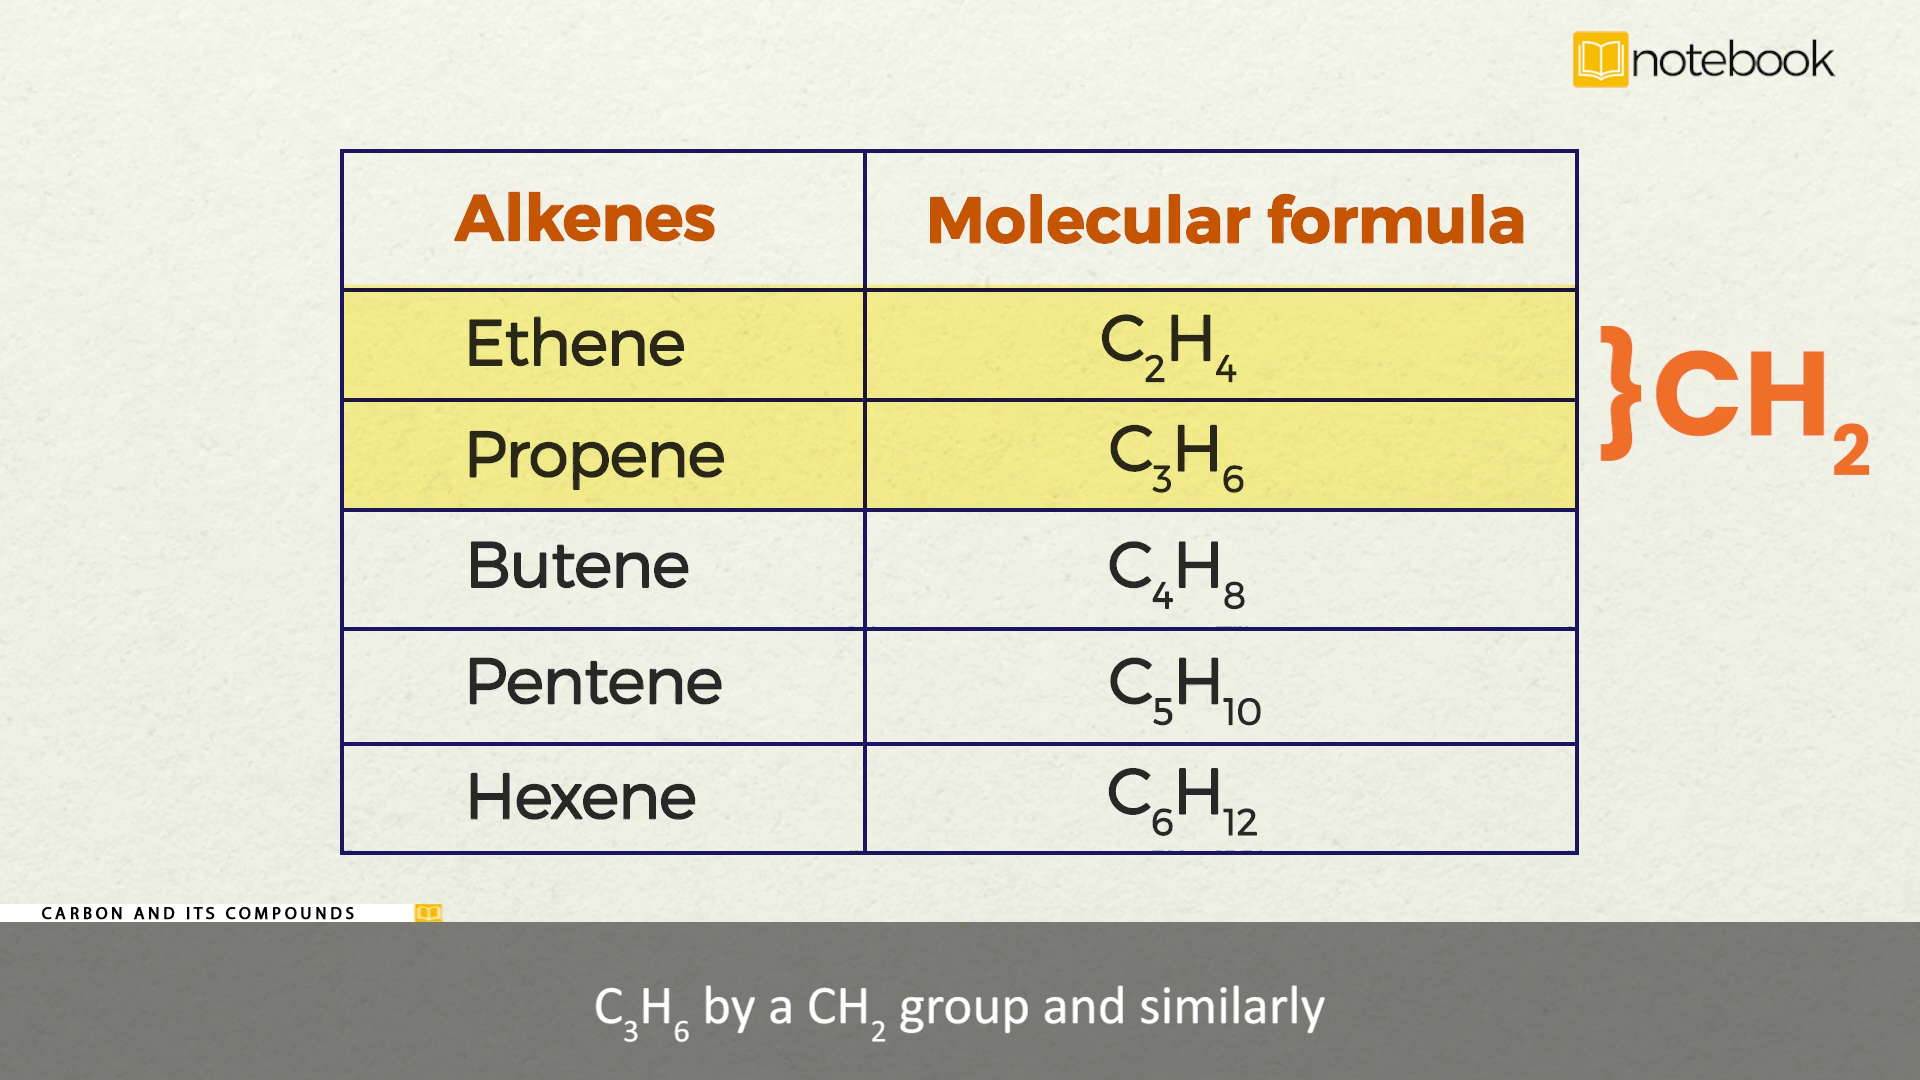 notebook
Alkenes Molecular formula
Ethene C₂H₄
Propene C₃H₆
}CH₂
Butene C₄H₈
Pentene C₅H₁₀
Hexene C₆H₁₂
CARBON AND ITS COMPOUNDS
C₃H₆ by a CH₂ group and similarly